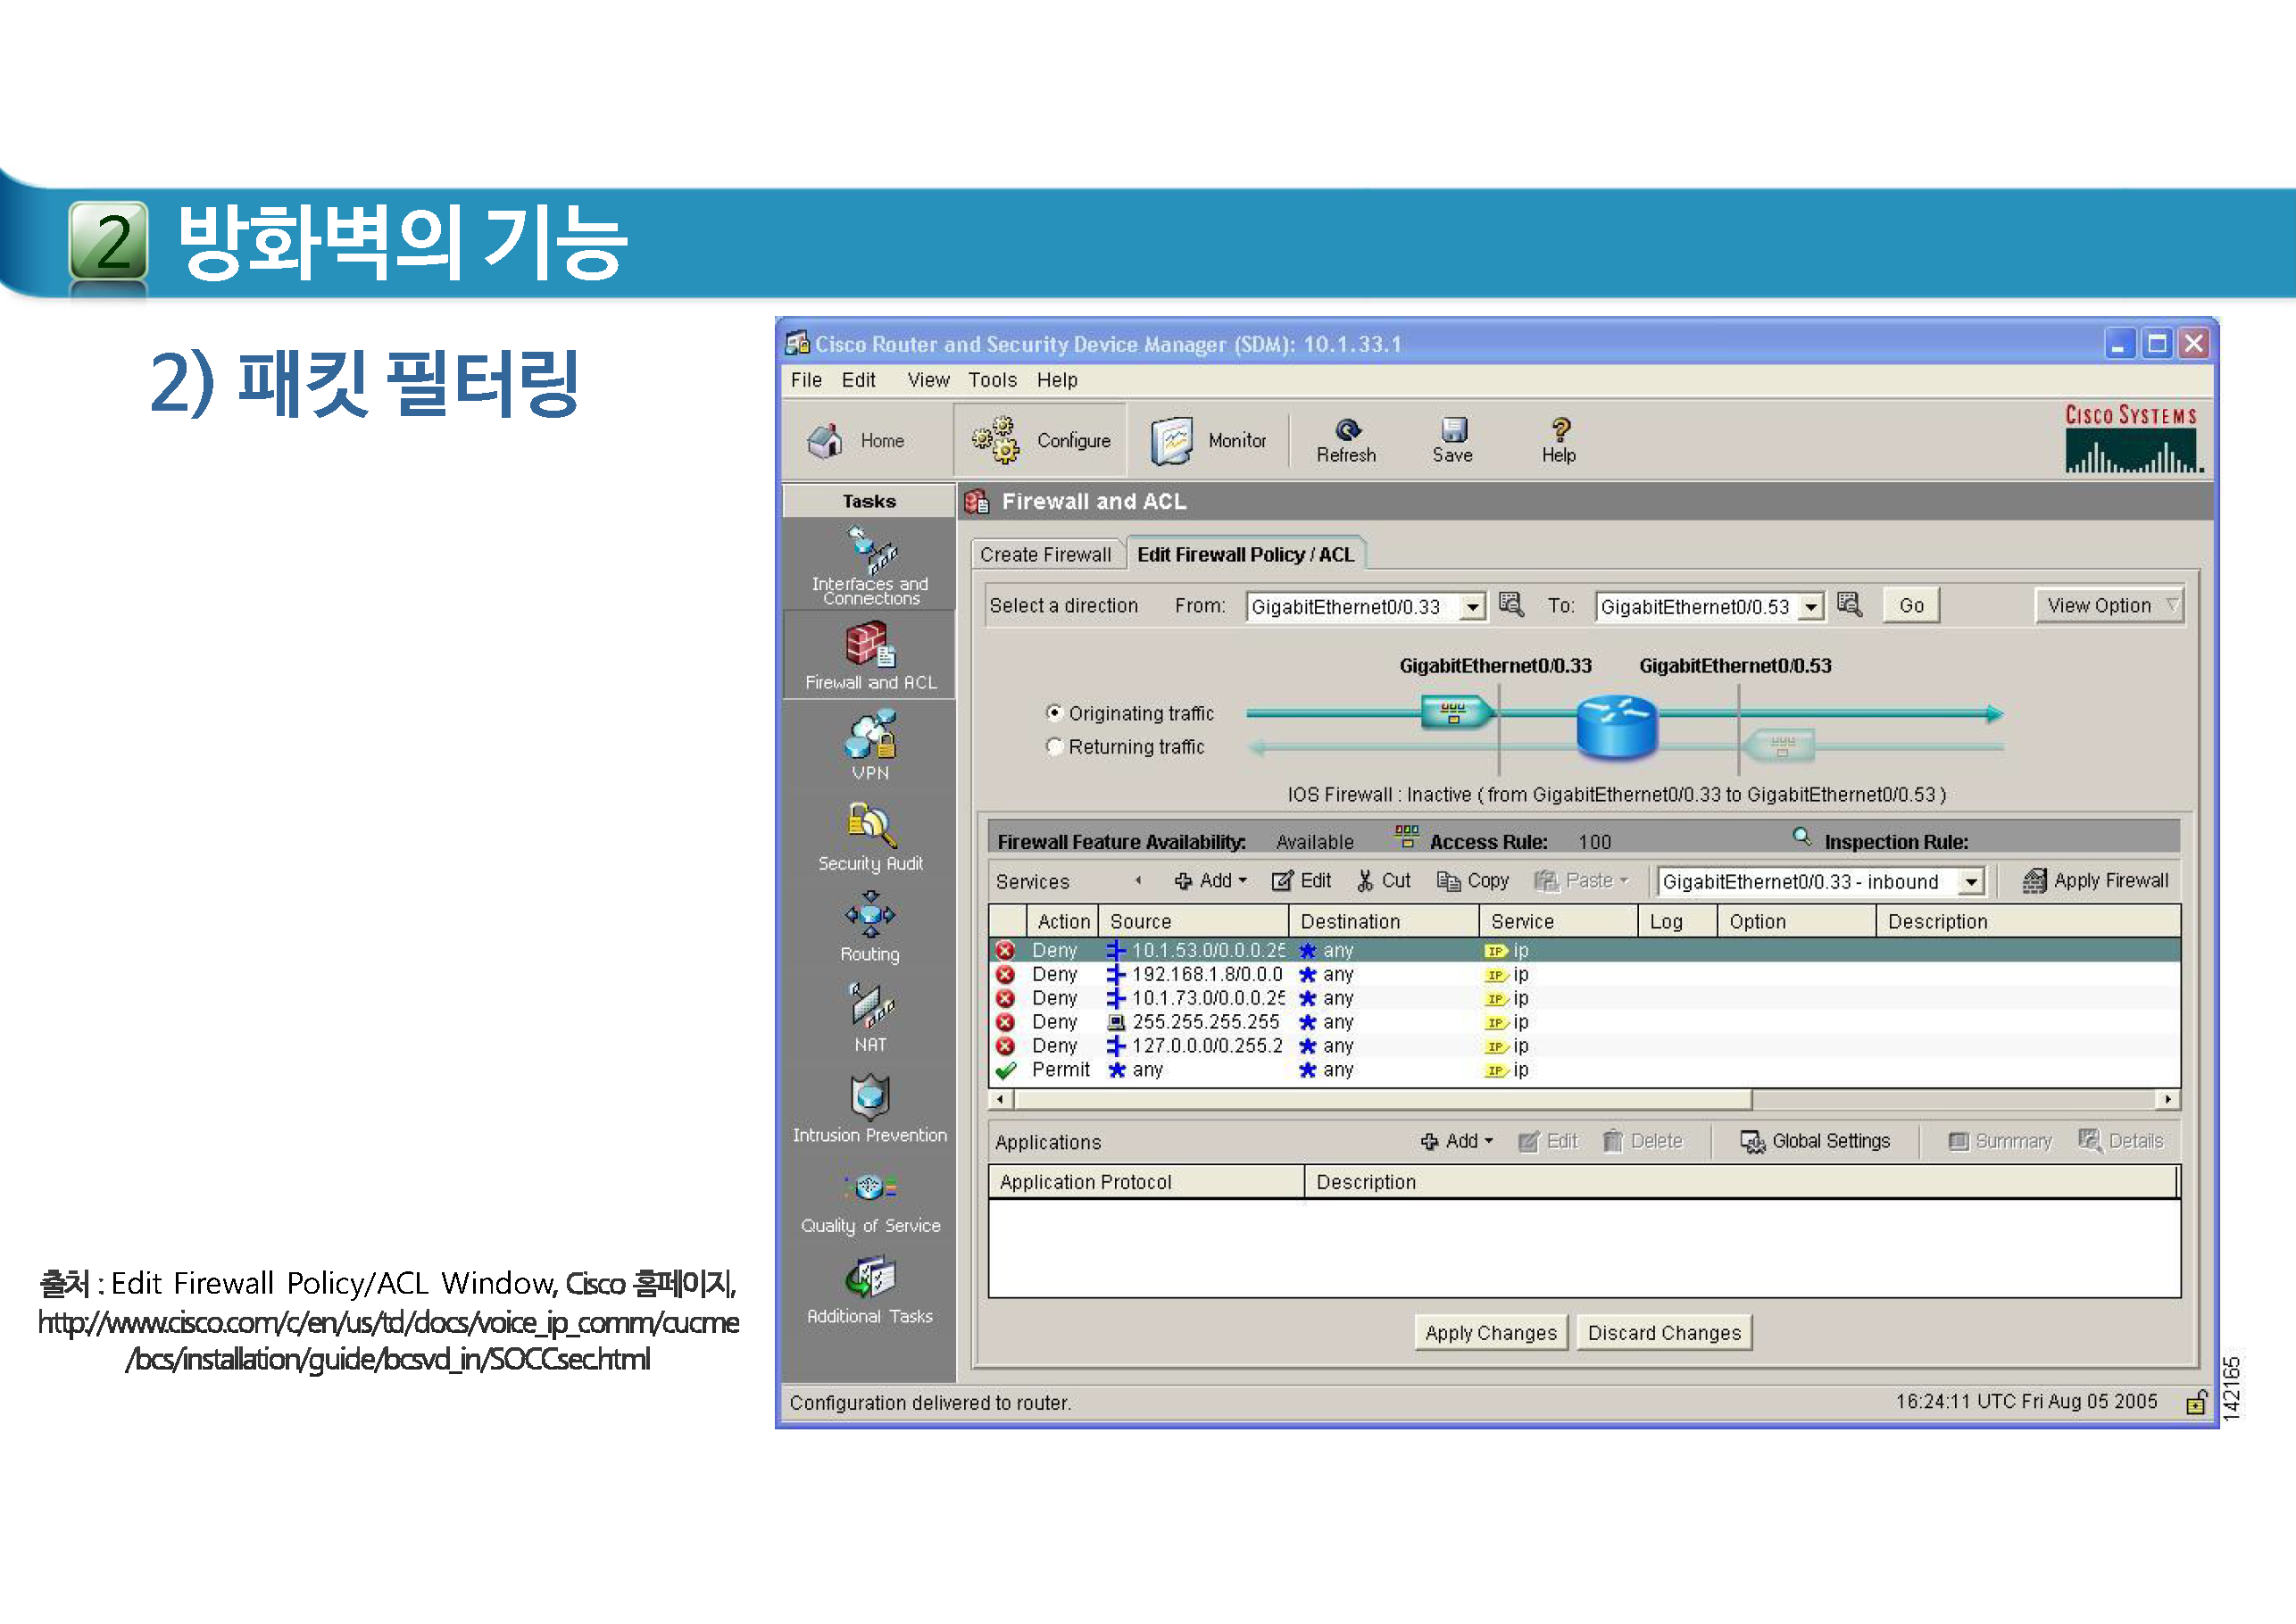 2 방화벽의 기능
2) 패킷 필터링
출처 : Edit Firewall Policy/ACL Window, Cisco 홈페이지,
http://www.cisco.com/c/en/us/td/docs/voice_ip_comm/cucme
/bcs/installation/guide/bcsvd_in/SOCCsec.html
Cisco Router and Security Device Manager (SDM): 10.1.33.1
File Edit View Tools Help
Home Configure Monitor Refresh Save Help
CISCO SYSTEMS
Tasks
Interfaces and
Connections
Firewall and ACL
VPN
Security Audit
Routing
NAT
Intrusion Prevention
Quality of Service
Additional Tasks
Firewall and ACL
Create Firewall Edit Firewall Policy / ACL
Select a direction From: GigabitEthernet0/0.33 To: GigabitEthernet0/0.53 Go View Option
GigabitEthernet0/0.33 GigabitEthernet0/0.53
Originating traffic
Returning traffic
IOS Firewall : Inactive ( from GigabitEthernet0/0.33 to GigabitEthernet0/0.53 )
Firewall Feature Availability: Available Access Rule: 100 Inspection Rule:
Services Add Edit Cut Copy Paste GigabitEthernet0/0.33 - inbound Apply Firewall
Action Source Destination Service Log Option Description
Deny 10.1.53.0/0.0.0.25 any IP ip
Deny 192.168.1.8/0.0.0 any IP ip
Deny 10.1.73.0/0.0.0.25 any IP ip
Deny 255.255.255.255 any IP ip
Deny 127.0.0.0/0.255.2 any IP ip
Permit any any IP ip
Applications Add Edit Delete Global Settings Summary Details
Application Protocol Description
Apply Changes Discard Changes
Configuration delivered to router. 16:24:11 UTC Fri Aug 05 2005
142165